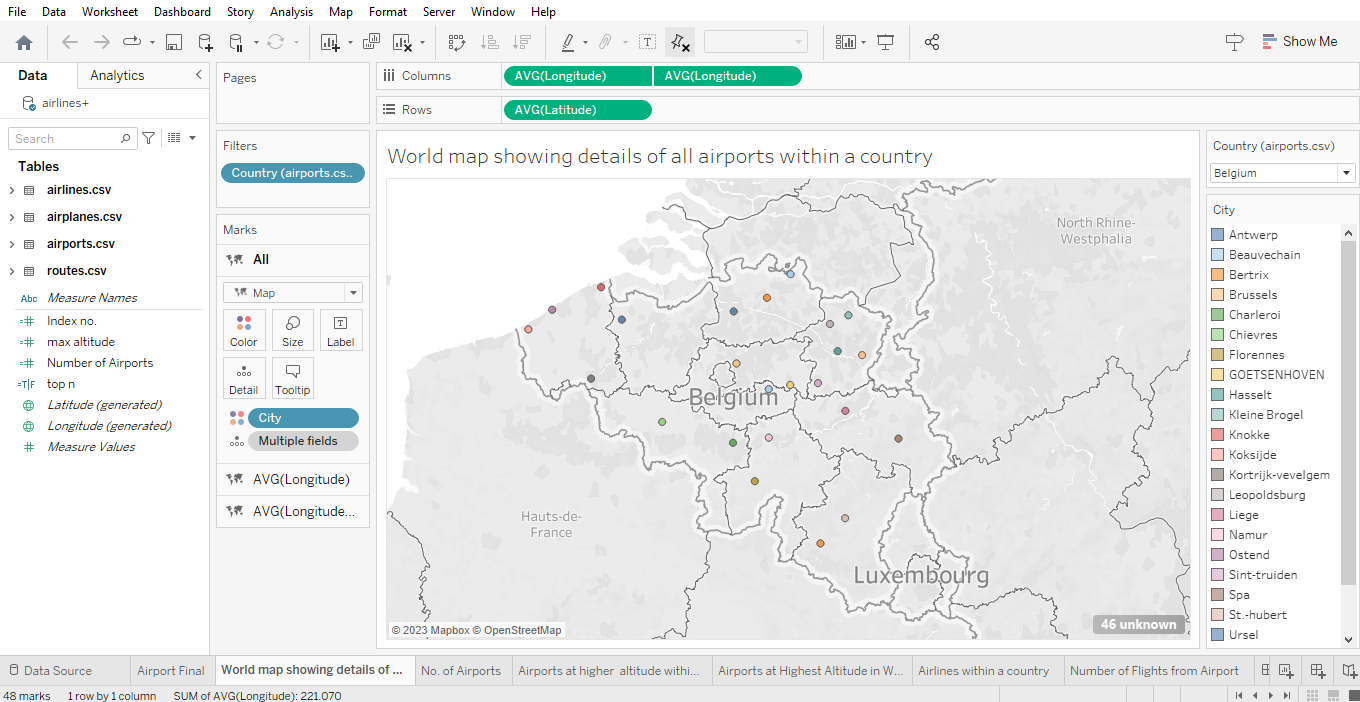 File Data Worksheet Dashboard Story Analysis Map Format Server Window Help
Show Me
Data Analytics
airlines+
Search
Tables
airlines.csv
airplanes.csv
airports.csv
routes.csv
Abc Measure Names
Index no.
max altitude
Number of Airports
=T|F top n
Latitude (generated)
Longitude (generated)
Measure Values
Pages
Filters
Country (airports.cs..
Marks
All
Map
Color Size Label
Detail Tooltip
City
Multiple fields
AVG(Longitude)
AVG(Longitude...
Columns AVG(Longitude) AVG(Longitude)
Rows AVG(Latitude)
World map showing details of all airports within a country
North Rhine-
Westphalia
Belgium
Hauts-de-
France
Luxembourg
© 2023 Mapbox © OpenStreetMap
46 unknown
Country (airports.csv)
Belgium
City
Antwerp
Beauvechain
Bertrix
Brussels
Charleroi
Chievres
Florennes
GOETSENHOVEN
Hasselt
Kleine Brogel
Knokke
Koksijde
Kortrijk-vevelgem
Leopoldsburg
Liege
Namur
Ostend
Sint-truiden
Spa
St.-hubert
Ursel
Data Source Airport Final World map showing details of ... No. of Airports Airports at higher altitude withi... Airports at Highest Altitude in W... Airlines within a country Number of Flights from Airport
48 marks 1 row by 1 column SUM of AVG(Longitude): 221.070